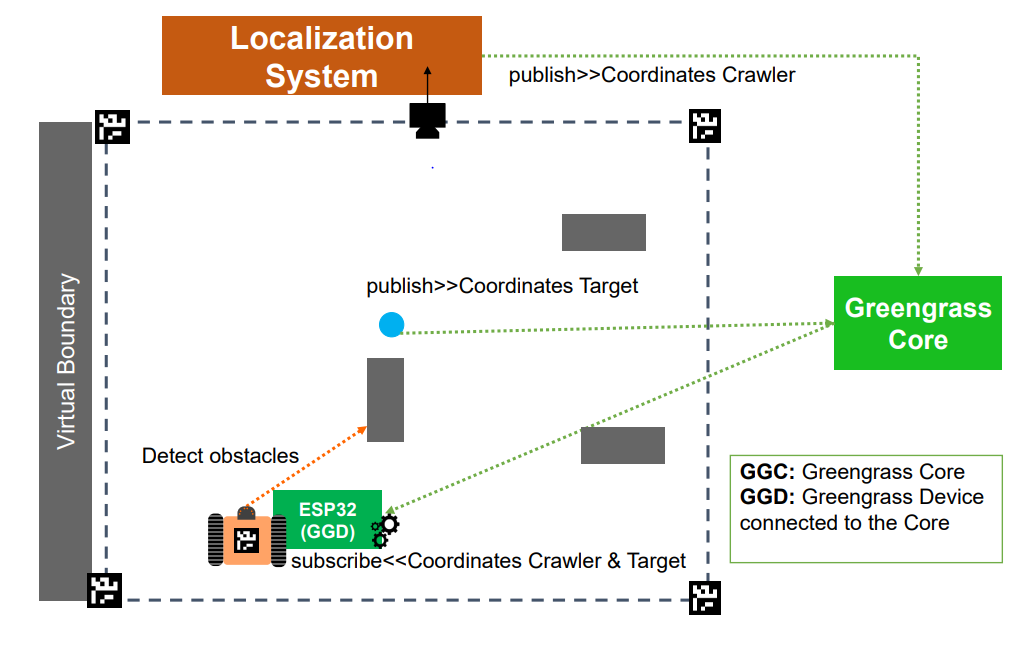 Localization
System
publish>>Coordinates Crawler
Virtual Boundary
publish>>Coordinates Target
Greengrass
Core
Detect obstacles
ESP32
(GGD)
subscribe<<Coordinates Crawler & Target
GGC: Greengrass Core
GGD: Greengrass Device
connected to the Core